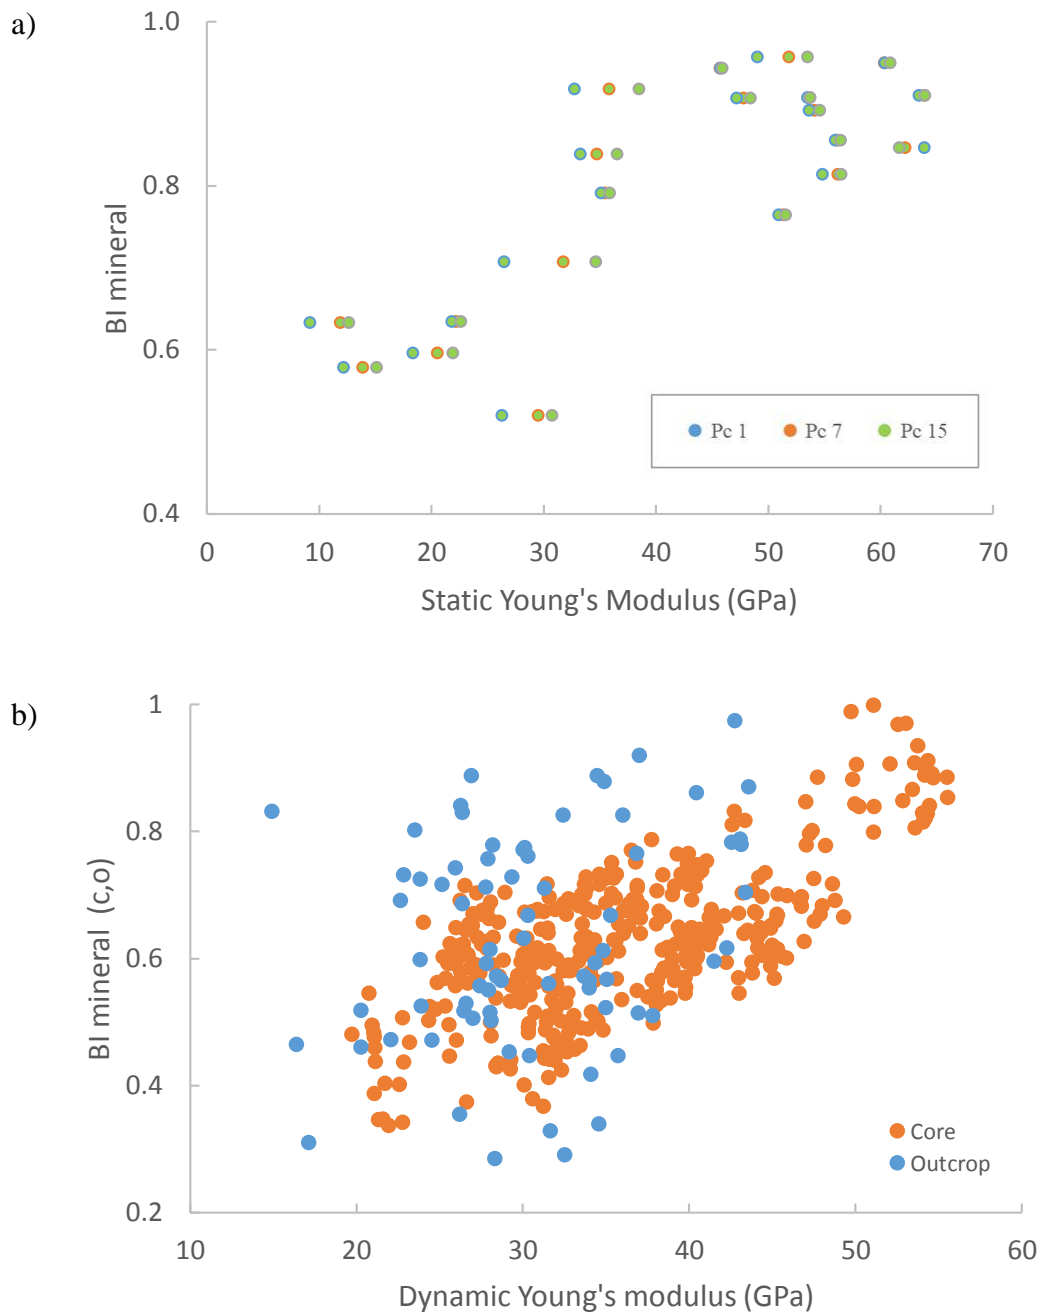 a)
1.0
0.8
0.6
0.4
BI mineral
Pc 1 Pc 7 Pc 15
0 10 20 30 40 50 60 70
Static Young's Modulus (GPa)
b)
1
0.8
0.6
0.4
0.2
BI mineral (c,o)
Core
Outcrop
10 20 30 40 50 60
Dynamic Young's modulus (GPa)